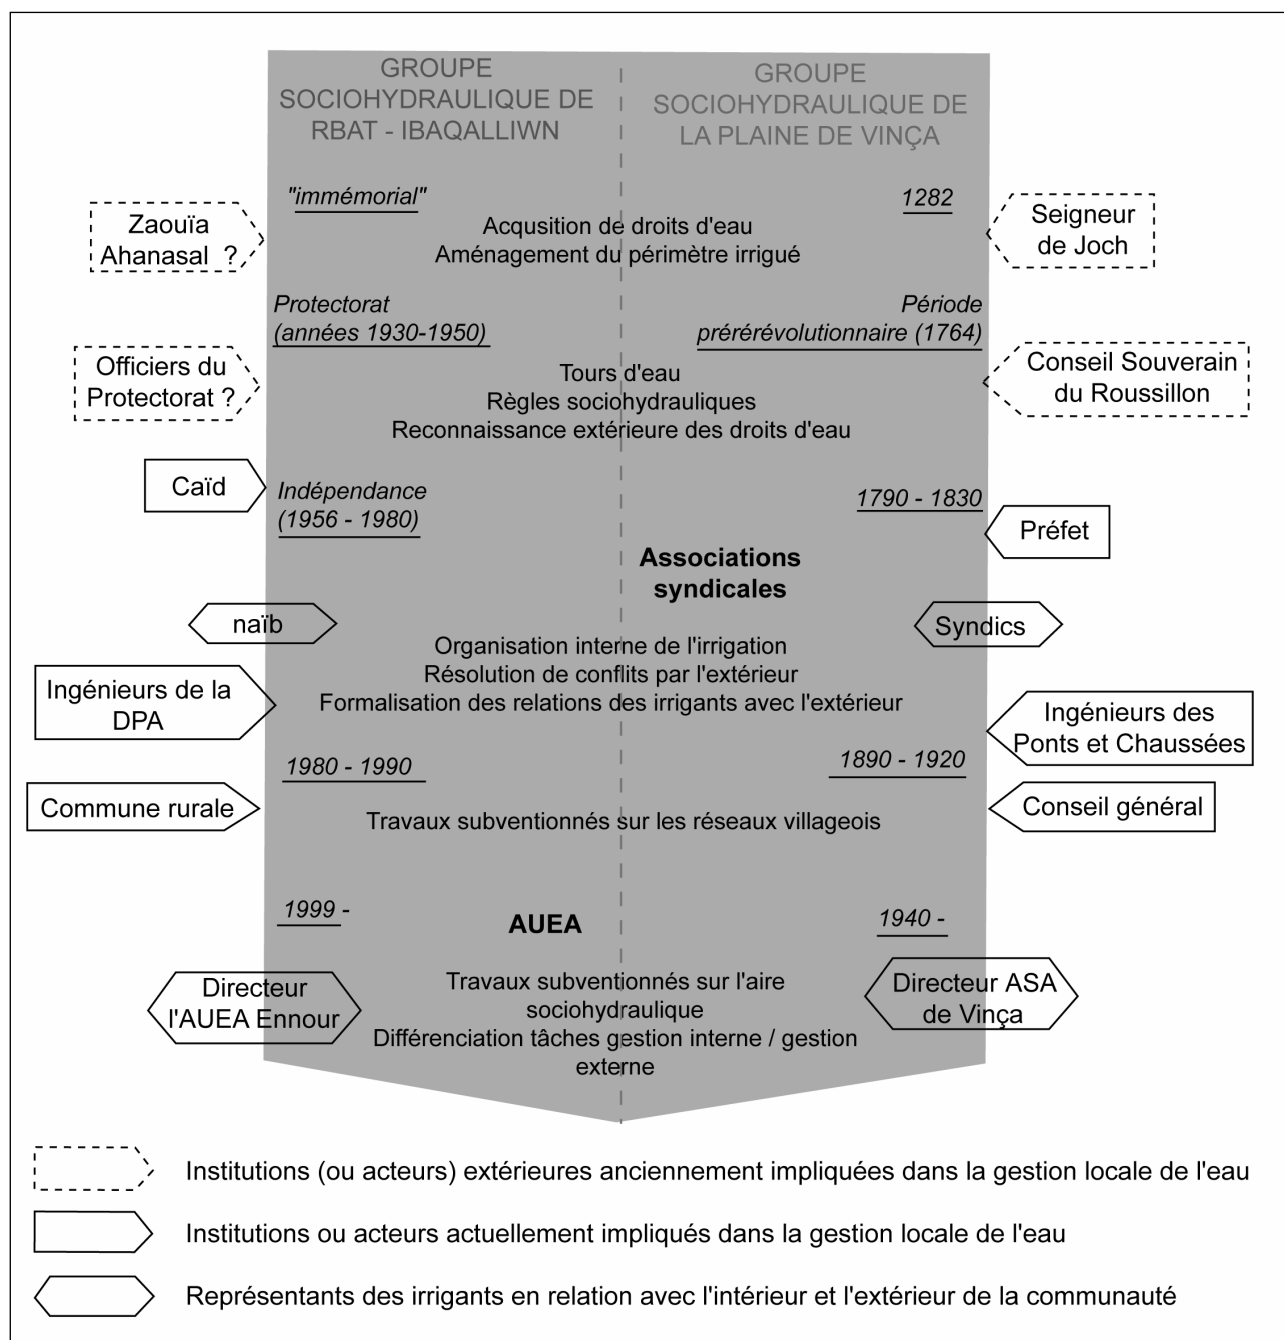 GROUPE
SOCIOHYDRAULIQUE DE
RBAT - IBAQALLIWN
GROUPE
SOCIOHYDRAULIQUE DE
LA PLAINE DE VINÇA
"immémorial"
1282
Zaouïa
Ahanasal ?
Acqusition de droits d'eau
Aménagement du périmètre irrigué
Seigneur
de Joch
Protectorat
(années 1930-1950)
Période
prérérévolutionnaire (1764)
Officiers du
Protectorat ?
Tours d'eau
Règles sociohydrauliques
Reconnaissance extérieure des droits d'eau
Conseil Souverain
du Roussillon
Caïd
Indépendance
(1956 - 1980)
1790 - 1830
Préfet
Associations
syndicales
naïb
Syndics
Organisation interne de l'irrigation
Résolution de conflits par l'extérieur
Formalisation des relations des irrigants avec l'extérieur
Ingénieurs de la
DPA
Ingénieurs des
Ponts et Chaussées
1980 - 1990
1890 - 1920
Commune rurale
Travaux subventionnés sur les réseaux villageois
Conseil général
1999 -
AUEA
1940 -
Directeur
l'AUEA Ennour
Travaux subventionnés sur l'aire
sociohydraulique
Différenciation tâches gestion interne / gestion
externe
Directeur ASA
de Vinça
Institutions (ou acteurs) extérieures anciennement impliquées dans la gestion locale de l'eau
Institutions ou acteurs actuellement impliqués dans la gestion locale de l'eau
Représentants des irrigants en relation avec l'intérieur et l'extérieur de la communauté